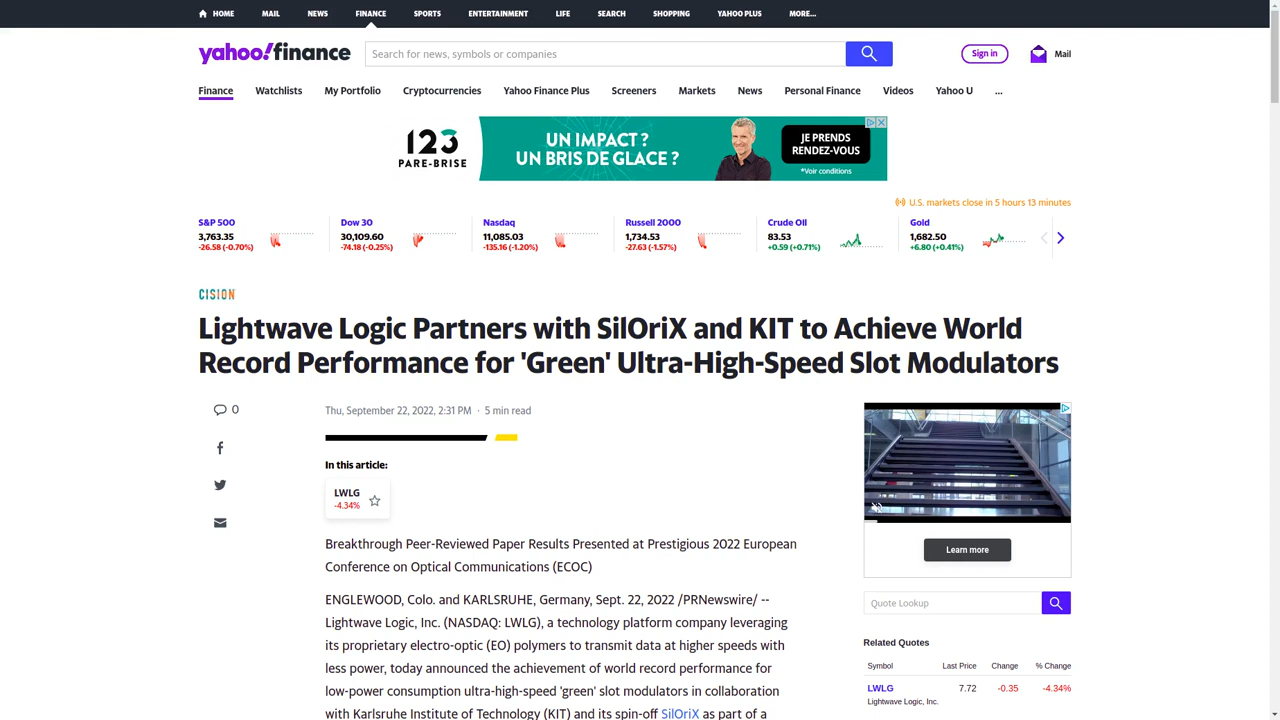 HOME MAIL NEWS FINANCE SPORTS ENTERTAINMENT LIFE SEARCH SHOPPING YAHOO PLUS MORE...
yahoo!finance
Search for news, symbols or companies
Sign in
Mail
Finance Watchlists My Portfolio Cryptocurrencies Yahoo Finance Plus Screeners Markets News Personal Finance Videos Yahoo U ...
123
PARE-BRISE
UN IMPACT ?
UN BRIS DE GLACE ?
JE PRENDS
RENDEZ-VOUS
*Voir conditions
U.S. markets close in 5 hours 13 minutes
S&P 500
3,763.35
-26.58 (-0.70%)
Dow 30
30,109.60
-74.18 (-0.25%)
Nasdaq
11,085.03
-135.16 (-1.20%)
Russell 2000
1,734.53
-27.63 (-1.57%)
Crude Oil
83.53
+0.59 (+0.71%)
Gold
1,682.50
+6.80 (+0.41%)
CISION
Lightwave Logic Partners with SilOriX and KIT to Achieve World
Record Performance for 'Green' Ultra-High-Speed Slot Modulators
0
Thu, September 22, 2022, 2:31 PM · 5 min read
In this article:
LWLG
-4.34%
Breakthrough Peer-Reviewed Paper Results Presented at Prestigious 2022 European
Conference on Optical Communications (ECOC)
ENGLEWOOD, Colo. and KARLSRUHE, Germany, Sept. 22, 2022 /PRNewswire/ --
Lightwave Logic, Inc. (NASDAQ: LWLG), a technology platform company leveraging
its proprietary electro-optic (EO) polymers to transmit data at higher speeds with
less power, today announced the achievement of world record performance for
low-power consumption ultra-high-speed 'green' slot modulators in collaboration
with Karlsruhe Institute of Technology (KIT) and its spin-off SilOriX as part of a
Learn more
Quote Lookup
Related Quotes
Symbol Last Price Change % Change
LWLG 7.72 -0.35 -4.34%
Lightwave Logic, Inc.